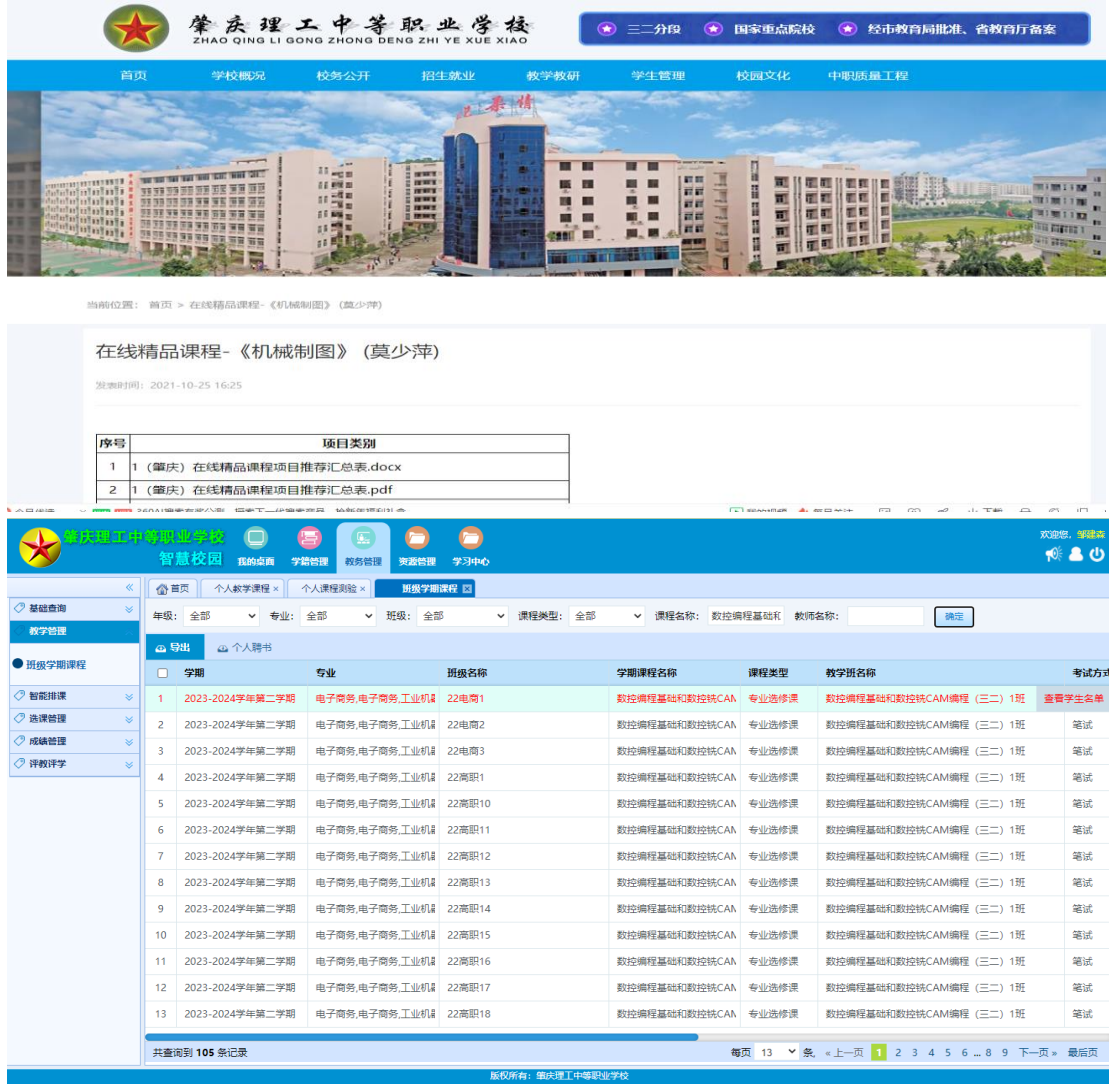 肇庆理工中等职业学校
ZHAO QING LI GONG ZHONG DENG ZHI YE XUE XIAO
三二分段 国家重点院校 经市教育局批准、省教育厅备案
首页 学校概况 校务公开 招生就业 教学教研 学生管理 校园文化 中职质量工程
当前位置: 首页 > 在线精品课程-《机械制图》 (莫少萍)
在线精品课程-《机械制图》 (莫少萍)
发表时间: 2021-10-25 16:25
序号 项目类别
1 1 (肇庆) 在线精品课程项目推荐汇总表.docx
2 1 (肇庆) 在线精品课程项目推荐汇总表.pdf
肇庆理工中等职业学校
智慧校园 我的桌面 学籍管理 教务管理 资源管理 学习中心
欢迎您, 邹建森
« 首页 个人教学课程 × 个人课程测验 × 班级学期课程
基础查询
教学管理
班级学期课程
智能排课
选课管理
成绩管理
评教评学
年级: 全部 专业: 全部 班级: 全部 课程类型: 全部 课程名称: 数控编程基础和 教师名称: 确定
导出 个人聘书
学期 专业 班级名称 学期课程名称 课程类型 教学班名称 考试方式
1 2023-2024学年第二学期 电子商务,电子商务,工业机器 22电商1 数控编程基础和数控铣CAM 专业选修课 数控编程基础和数控铣CAM编程 (三二) 1班 查看学生名单
2 2023-2024学年第二学期 电子商务,电子商务,工业机器 22电商2 数控编程基础和数控铣CAM 专业选修课 数控编程基础和数控铣CAM编程 (三二) 1班 笔试
3 2023-2024学年第二学期 电子商务,电子商务,工业机器 22电商3 数控编程基础和数控铣CAM 专业选修课 数控编程基础和数控铣CAM编程 (三二) 1班 笔试
4 2023-2024学年第二学期 电子商务,电子商务,工业机器 22高职1 数控编程基础和数控铣CAM 专业选修课 数控编程基础和数控铣CAM编程 (三二) 1班 笔试
5 2023-2024学年第二学期 电子商务,电子商务,工业机器 22高职10 数控编程基础和数控铣CAM 专业选修课 数控编程基础和数控铣CAM编程 (三二) 1班 笔试
6 2023-2024学年第二学期 电子商务,电子商务,工业机器 22高职11 数控编程基础和数控铣CAM 专业选修课 数控编程基础和数控铣CAM编程 (三二) 1班 笔试
7 2023-2024学年第二学期 电子商务,电子商务,工业机器 22高职12 数控编程基础和数控铣CAM 专业选修课 数控编程基础和数控铣CAM编程 (三二) 1班 笔试
8 2023-2024学年第二学期 电子商务,电子商务,工业机器 22高职13 数控编程基础和数控铣CAM 专业选修课 数控编程基础和数控铣CAM编程 (三二) 1班 笔试
9 2023-2024学年第二学期 电子商务,电子商务,工业机器 22高职14 数控编程基础和数控铣CAM 专业选修课 数控编程基础和数控铣CAM编程 (三二) 1班 笔试
10 2023-2024学年第二学期 电子商务,电子商务,工业机器 22高职15 数控编程基础和数控铣CAM 专业选修课 数控编程基础和数控铣CAM编程 (三二) 1班 笔试
11 2023-2024学年第二学期 电子商务,电子商务,工业机器 22高职16 数控编程基础和数控铣CAM 专业选修课 数控编程基础和数控铣CAM编程 (三二) 1班 笔试
12 2023-2024学年第二学期 电子商务,电子商务,工业机器 22高职17 数控编程基础和数控铣CAM 专业选修课 数控编程基础和数控铣CAM编程 (三二) 1班 笔试
13 2023-2024学年第二学期 电子商务,电子商务,工业机器 22高职18 数控编程基础和数控铣CAM 专业选修课 数控编程基础和数控铣CAM编程 (三二) 1班 笔试
共查询到 105 条记录 每页 13 条, « 上一页 1 2 3 4 5 6 ... 8 9 下一页 » 最后页
版权所有: 肇庆理工中等职业学校